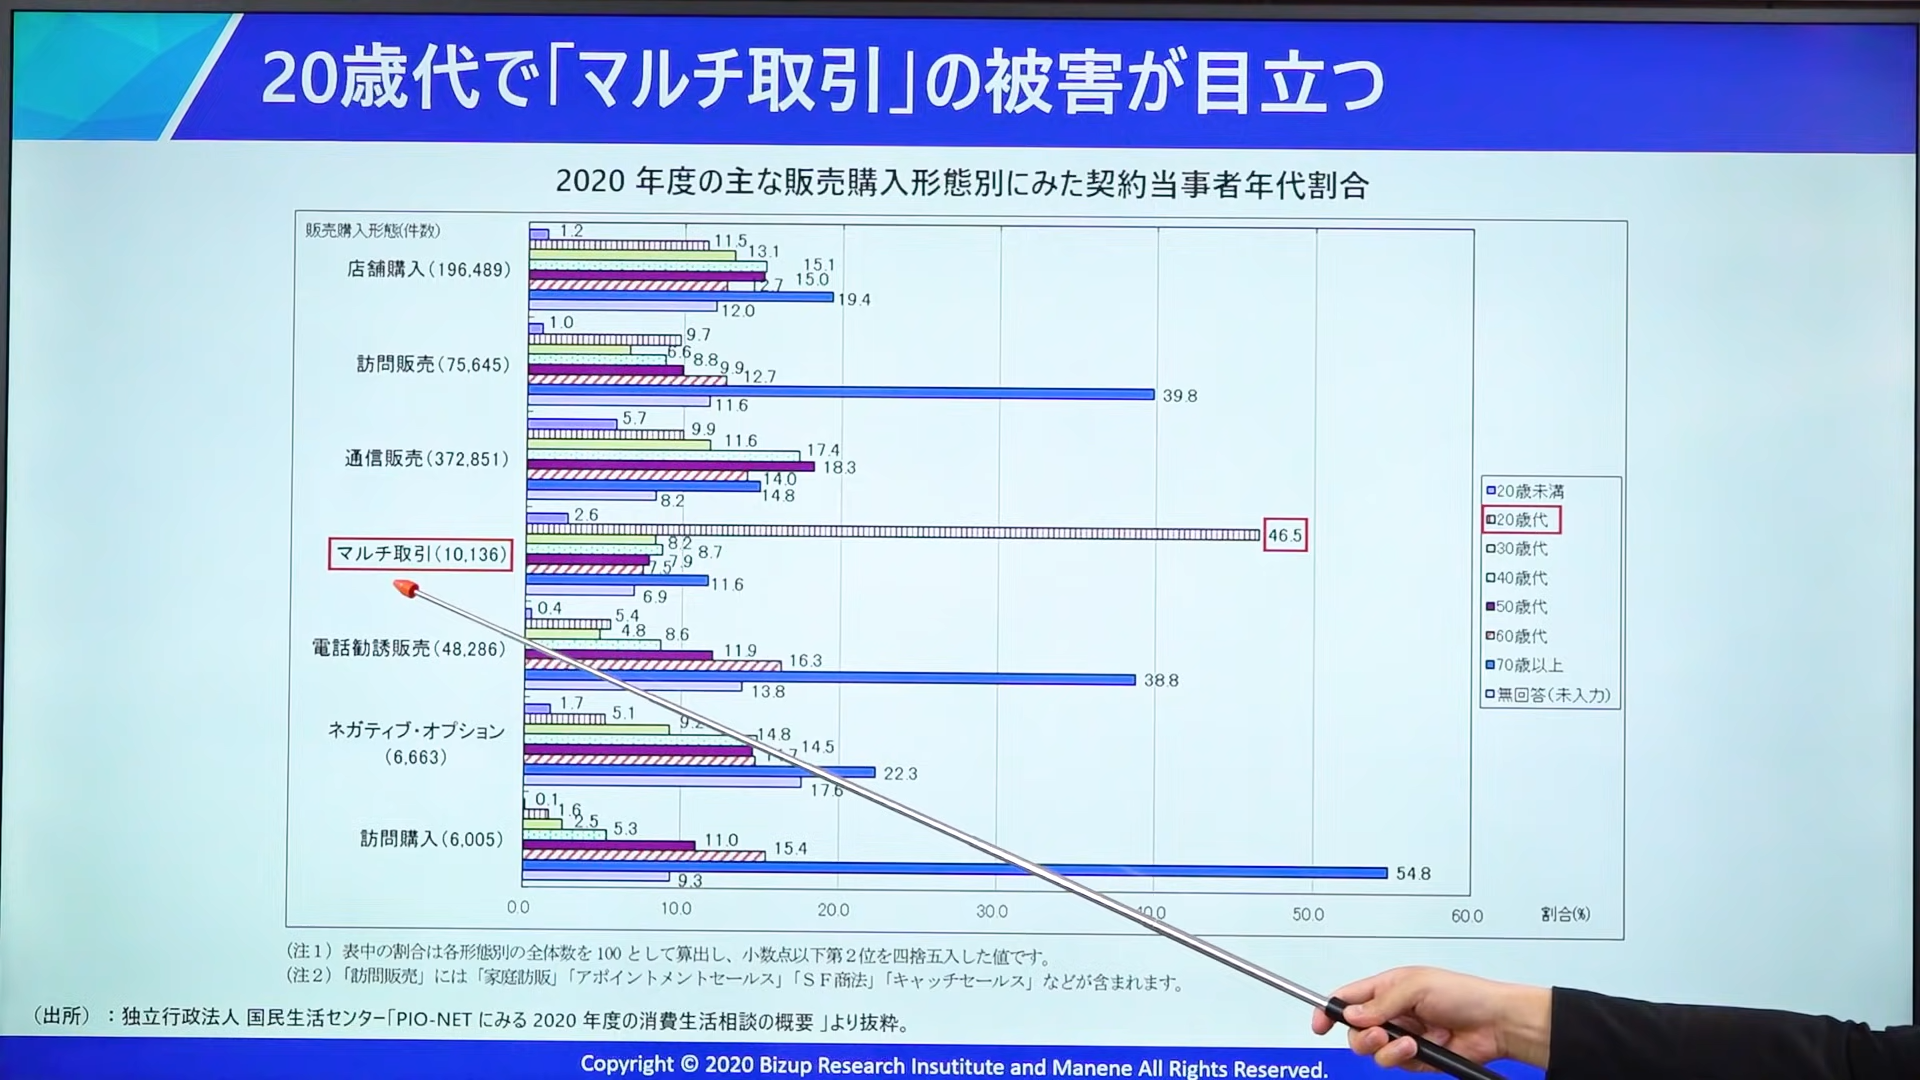 20歳代で「マルチ取引」の被害が目立つ
2020 年度の主な販売購入形態別にみた契約当事者年代割合
販売購入形態(件数)
店舗購入(196,489)
1.2
11.5
13.1
15.1
15.0
12.7
19.4
12.0
訪問販売(75,645)
1.0
9.7
6.6
8.8
9.9
12.7
39.8
11.6
通信販売(372,851)
5.7
9.9
11.6
17.4
18.3
14.0
14.8
8.2
マルチ取引(10,136)
2.6
46.5
8.2
8.7
7.9
7.5
11.6
6.9
電話勧誘販売(48,286)
0.4
5.4
4.8
8.6
11.9
16.3
38.8
13.8
ネガティブ・オプション
(6,663)
1.7
5.1
9.2
14.8
14.5
22.3
17.6
訪問購入(6,005)
0.1
1.6
2.5
5.3
11.0
15.4
54.8
9.3
20歳未満
20歳代
30歳代
40歳代
50歳代
60歳代
70歳以上
無回答(未入力)
0.0 10.0 20.0 30.0 40.0 50.0 60.0 割合(%)
(注１) 表中の割合は各形態別の全体数を 100 として算出し、小数点以下第２位を四捨五入した値です。
(注２)「訪問販売」には「家庭訪販」「アポイントメントセールス」「ＳＦ商法」「キャッチセールス」などが含まれます。
（出所）：独立行政法人 国民生活センター「PIO-NET にみる 2020 年度の消費生活相談の概要 」より抜粋。
Copyright © 2020 Bizup Research Insutitute and Manene All Rights Reserved.